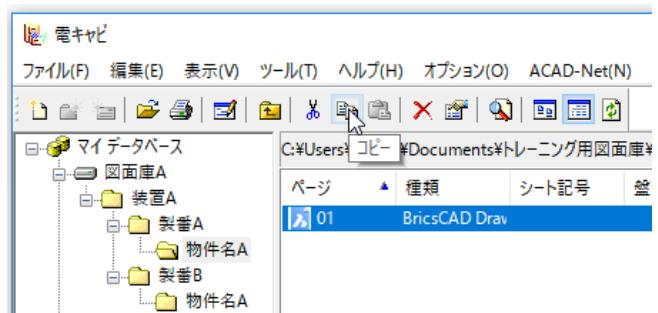 電キャビ
ファイル(F) 編集(E) 表示(V) ツール(T) ヘルプ(H) オプション(O) ACAD-Net(N)
マイ データベース
図面庫A
装置A
製番A
物件名A
製番B
物件名A
C:¥Users¥ ¥Documents¥トレーニング用図面庫¥
コピー
ページ 種類 シート記号 盤
01 BricsCAD Draw